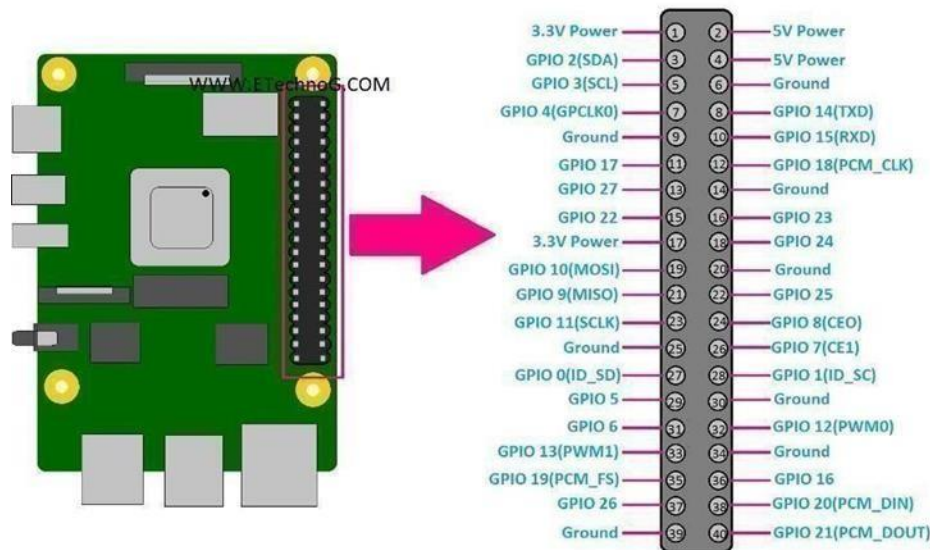 WWW.ETechnoG.COM
3.3V Power 1 2 5V Power
GPIO 2(SDA) 3 4 5V Power
GPIO 3(SCL) 5 6 Ground
GPIO 4(GPCLK0) 7 8 GPIO 14(TXD)
Ground 9 10 GPIO 15(RXD)
GPIO 17 11 12 GPIO 18(PCM_CLK)
GPIO 27 13 14 Ground
GPIO 22 15 16 GPIO 23
3.3V Power 17 18 GPIO 24
GPIO 10(MOSI) 19 20 Ground
GPIO 9(MISO) 21 22 GPIO 25
GPIO 11(SCLK) 23 24 GPIO 8(CEO)
Ground 25 26 GPIO 7(CE1)
GPIO 0(ID_SD) 27 28 GPIO 1(ID_SC)
GPIO 5 29 30 Ground
GPIO 6 31 32 GPIO 12(PWM0)
GPIO 13(PWM1) 33 34 Ground
GPIO 19(PCM_FS) 35 36 GPIO 16
GPIO 26 37 38 GPIO 20(PCM_DIN)
Ground 39 40 GPIO 21(PCM_DOUT)